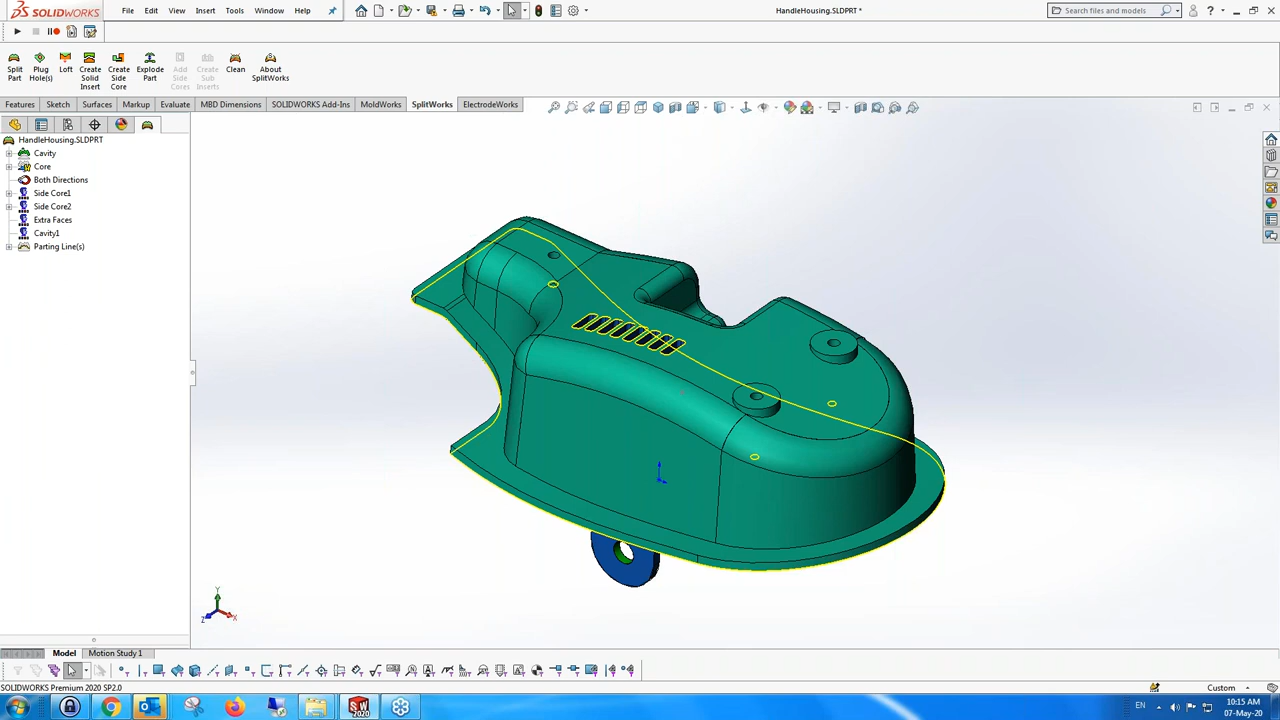 SOLIDWORKS File Edit View Insert Tools Window Help HandleHousing.SLDPRT * Search files and models ?
Split Part
Plug Hole(s)
Loft
Create Solid Insert
Create Side Core
Explode Part
Add Side Cores
Create Sub Inserts
Clean
About SplitWorks
Features Sketch Surfaces Markup Evaluate MBD Dimensions SOLIDWORKS Add-Ins MoldWorks SplitWorks ElectrodeWorks
HandleHousing.SLDPRT
Cavity
Core
Both Directions
Side Core1
Side Core2
Extra Faces
Cavity1
Parting Line(s)
Y
Z X
Model Motion Study 1
SOLIDWORKS Premium 2020 SP2.0 Custom
SW 2020 EN 10:15 AM
07-May-20